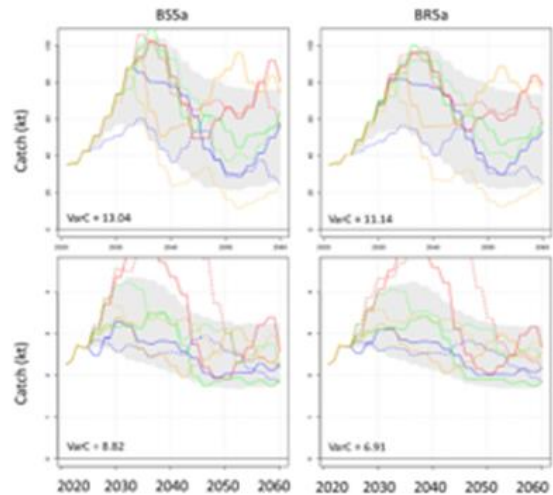 BS5a
BR5a
Catch (kt)
VarC = 13.04
VarC = 11.14
Catch (kt)
VarC = 8.82
VarC = 6.91
2020 2030 2040 2050 2060
2020 2030 2040 2050 2060